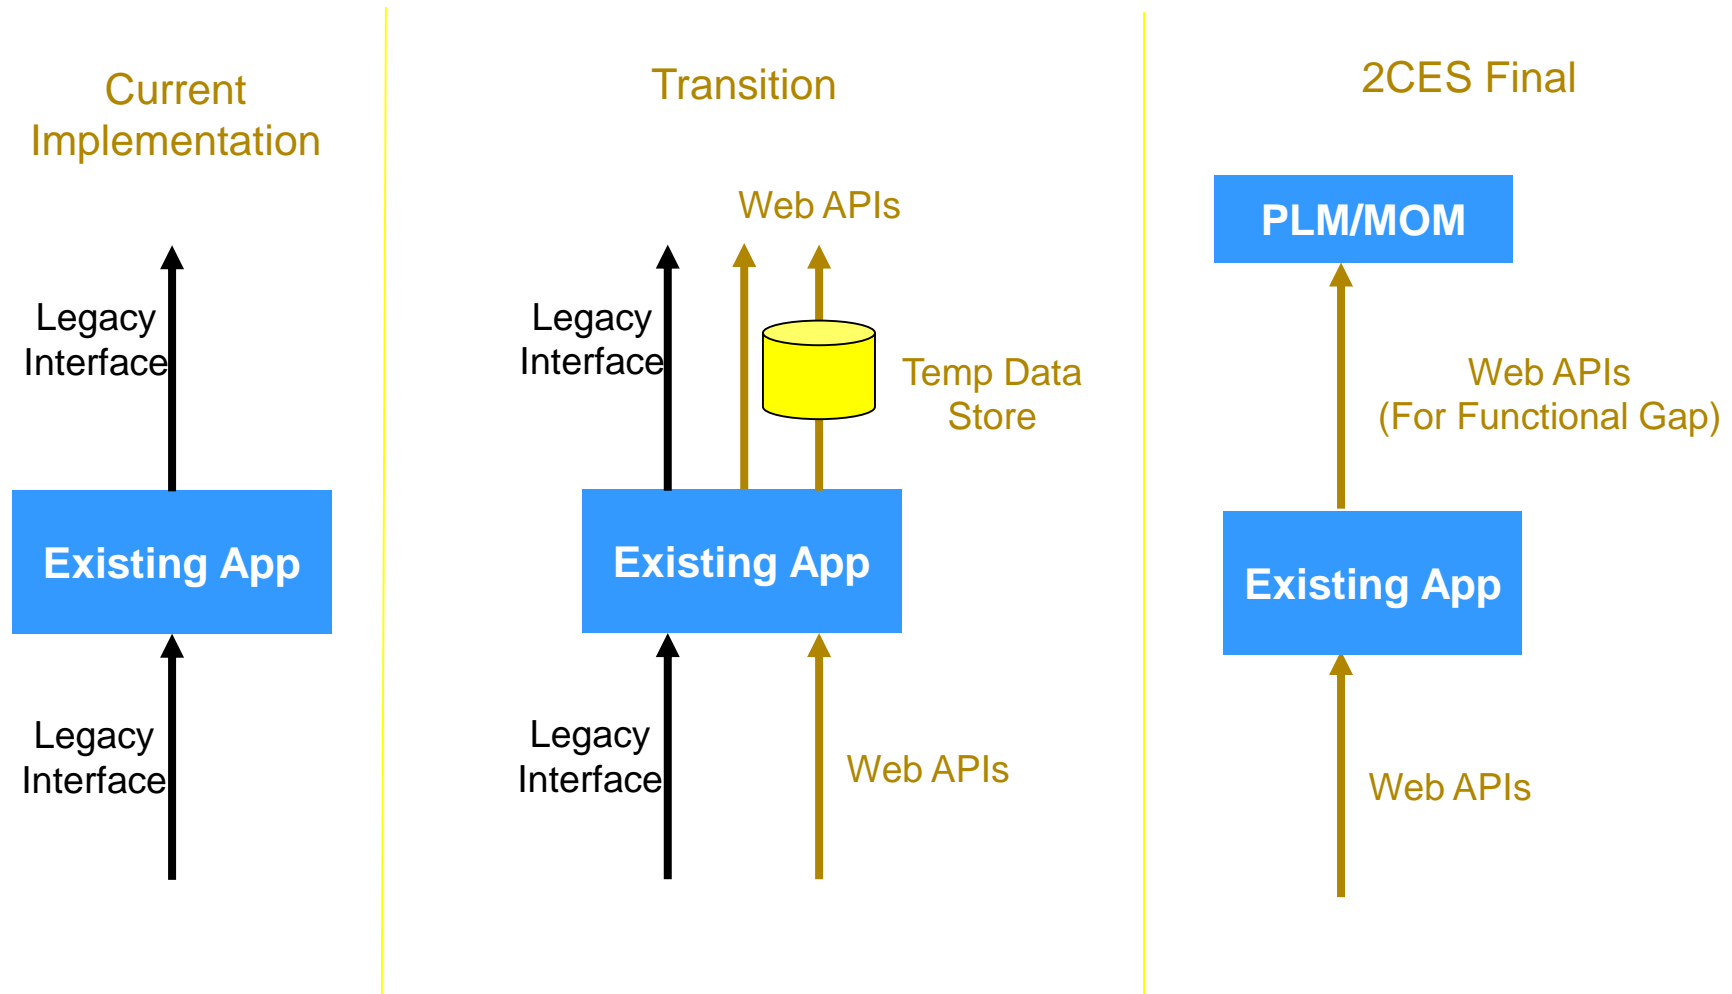 Current
Implementation
Legacy
Interface
Existing App
Legacy
Interface
Transition
Web APIs
Legacy
Interface
Temp Data
Store
Existing App
Legacy
Interface
Web APIs
2CES Final
PLM/MOM
Web APIs
(For Functional Gap)
Existing App
Web APIs